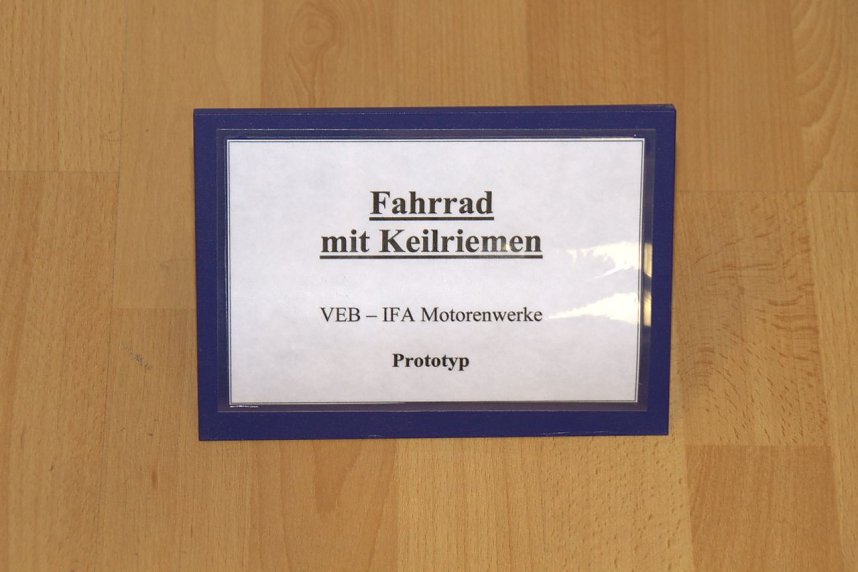 Fahrrad
mit Keilriemen
VEB – IFA Motorenwerke
Prototyp